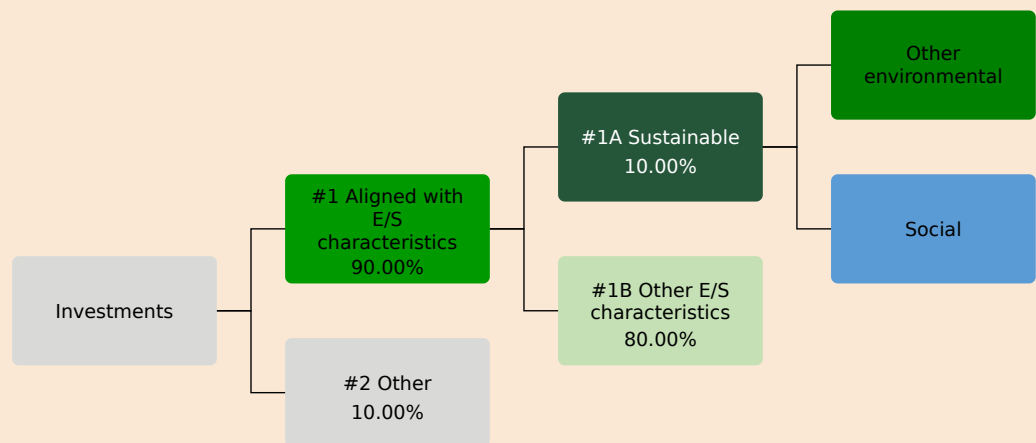 Investments
#1 Aligned with
E/S
characteristics
90.00%
#2 Other
10.00%
#1A Sustainable
10.00%
#1B Other E/S
characteristics
80.00%
Other
environmental
Social